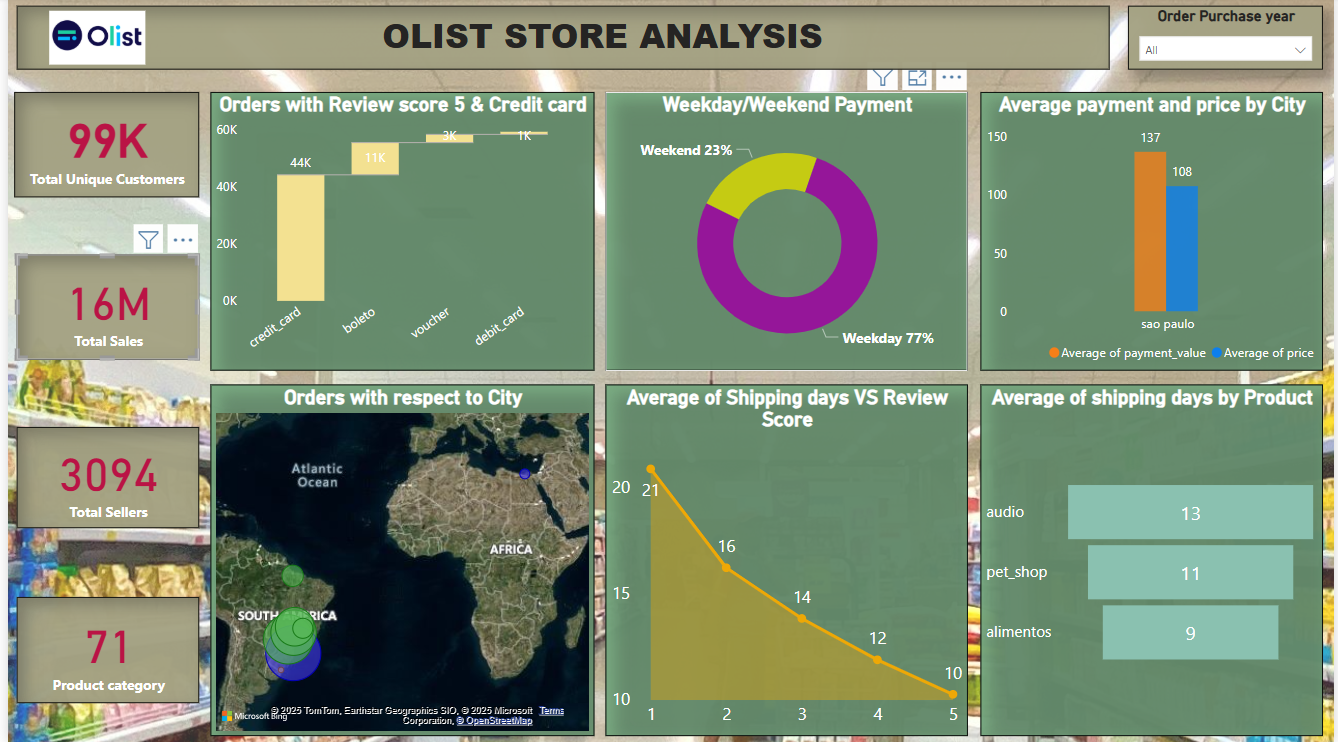 Olist
OLIST STORE ANALYSIS
Order Purchase year
All
99K
Total Unique Customers
16M
Total Sales
3094
Total Sellers
71
Product category
Orders with Review score 5 & Credit card
60K
40K
20K
0K
44K
11K
3K
1K
credit_card
boleto
voucher
debit_card
Weekday/Weekend Payment
Weekend 23%
Weekday 77%
Average payment and price by City
150
100
50
0
137
108
sao paulo
Average of payment_value
Average of price
Orders with respect to City
Atlantic
Ocean
AFRICA
SOUTH AMERICA
Microsoft Bing
© 2025 TomTom, Earthstar Geographics SIO, © 2025 Microsoft Terms
Corporation, © OpenStreetMap
Average of Shipping days VS Review
Score
20
15
10
21
16
14
12
10
1 2 3 4 5
Average of shipping days by Product
audio 13
pet_shop 11
alimentos 9